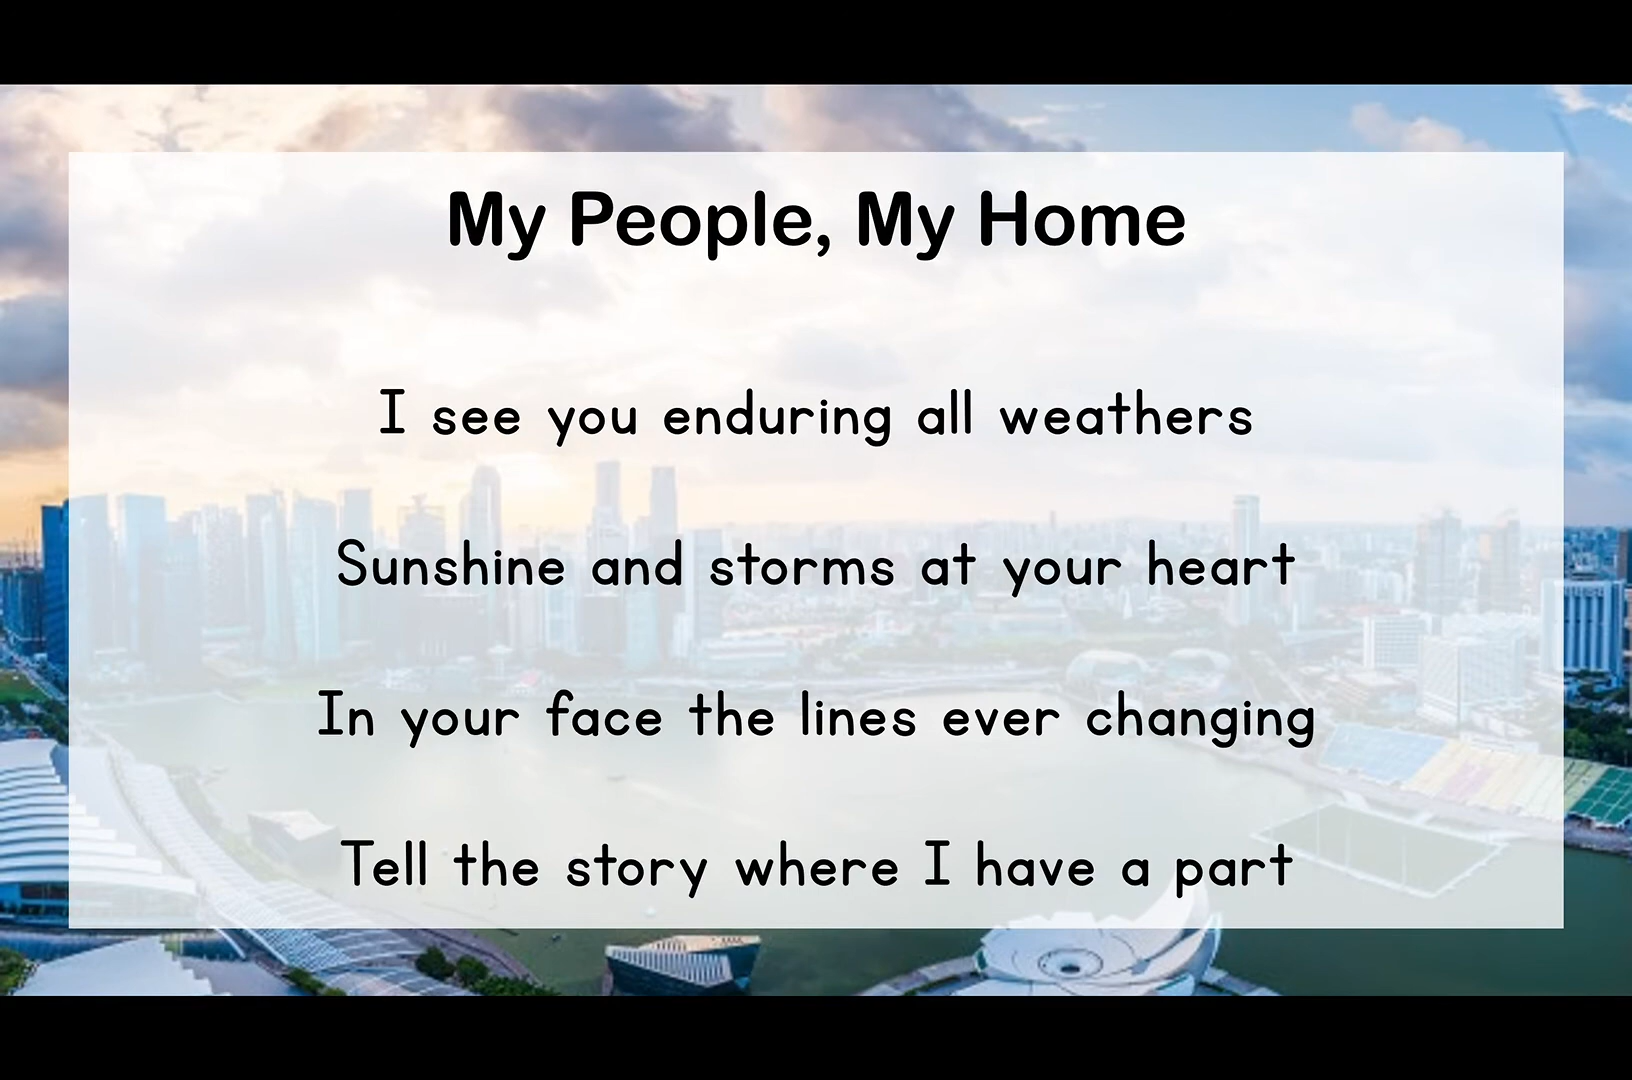 My People, My Home
I see you enduring all weathers
Sunshine and storms at your heart
In your face the lines ever changing
Tell the story where I have a part